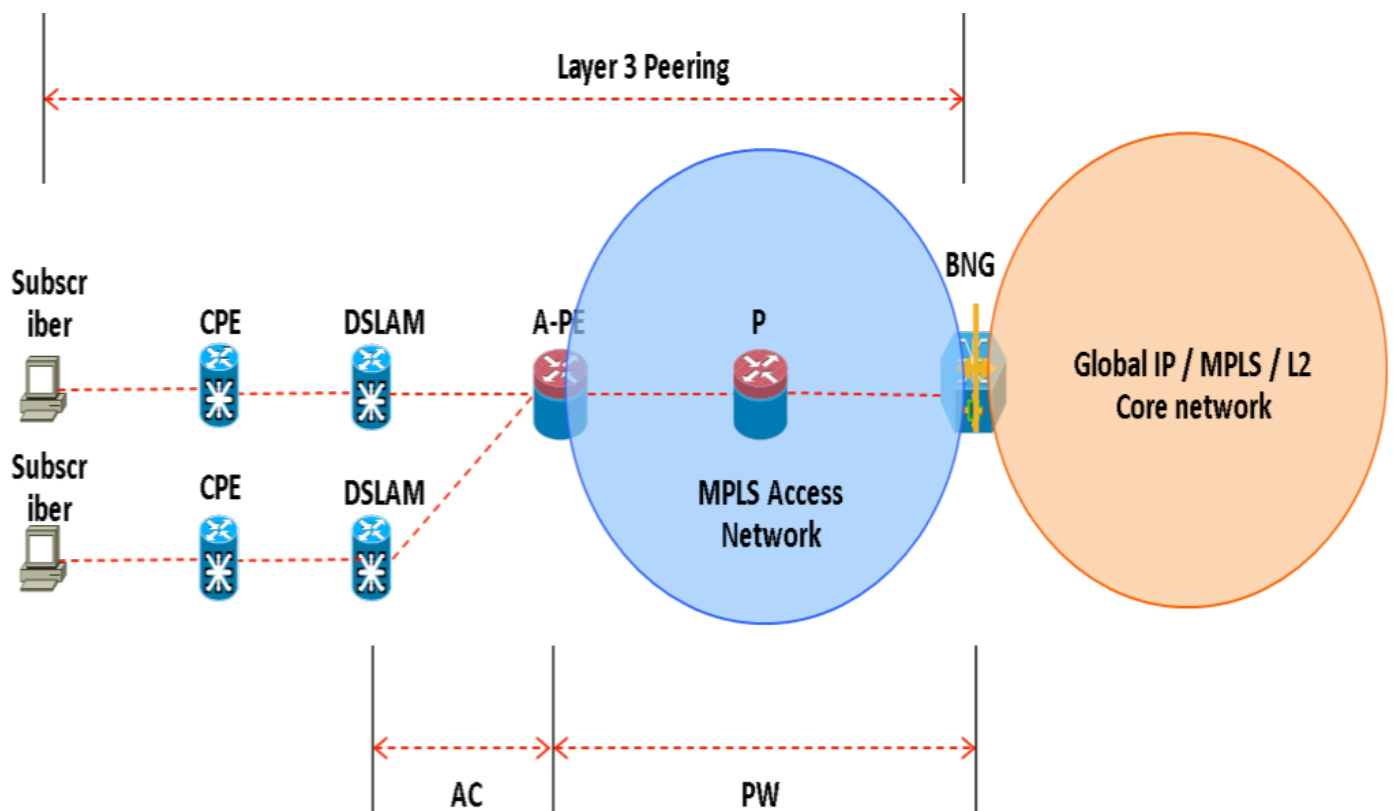 Layer 3 Peering
BNG
Subscr
iber
CPE
DSLAM
A-PE
P
Global IP / MPLS / L2
Core network
Subscr
iber
CPE
DSLAM
MPLS Access
Network
AC
PW